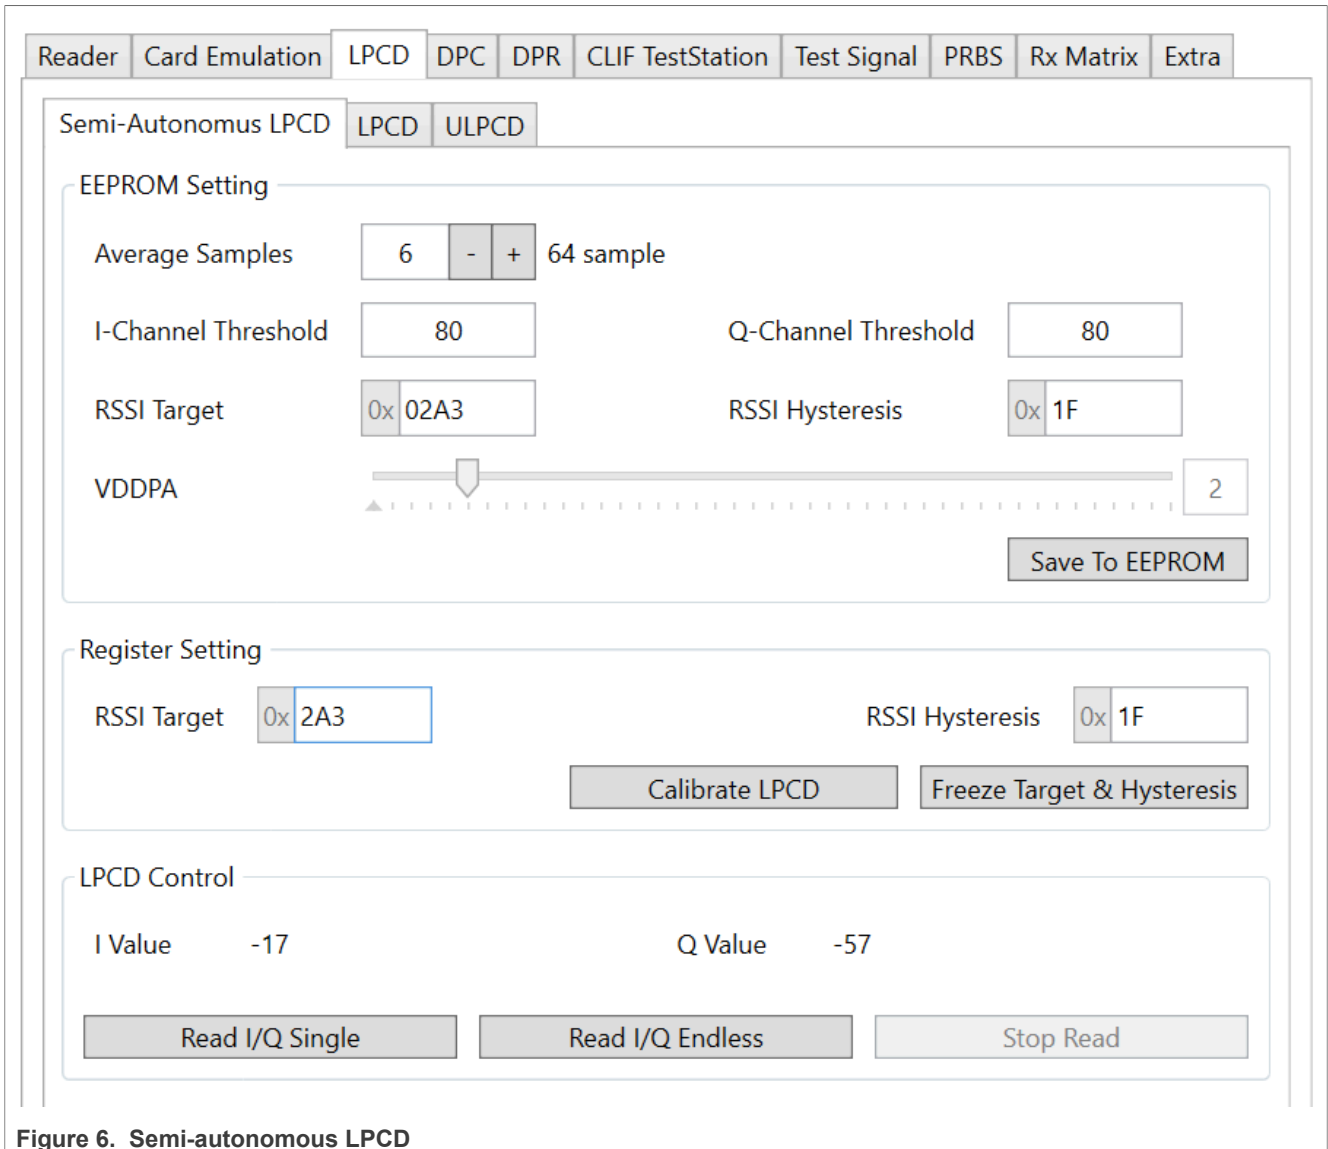 Reader Card Emulation LPCD DPC DPR CLIF TestStation Test Signal PRBS Rx Matrix Extra
Semi-Autonomus LPCD LPCD ULPCD
EEPROM Setting
Average Samples 6 - + 64 sample
I-Channel Threshold 80 Q-Channel Threshold 80
RSSI Target 0x 02A3 RSSI Hysteresis 0x 1F
VDDPA 2
Save To EEPROM
Register Setting
RSSI Target 0x 2A3 RSSI Hysteresis 0x 1F
Calibrate LPCD Freeze Target & Hysteresis
LPCD Control
I Value -17 Q Value -57
Read I/Q Single Read I/Q Endless Stop Read
Figure 6. Semi-autonomous LPCD